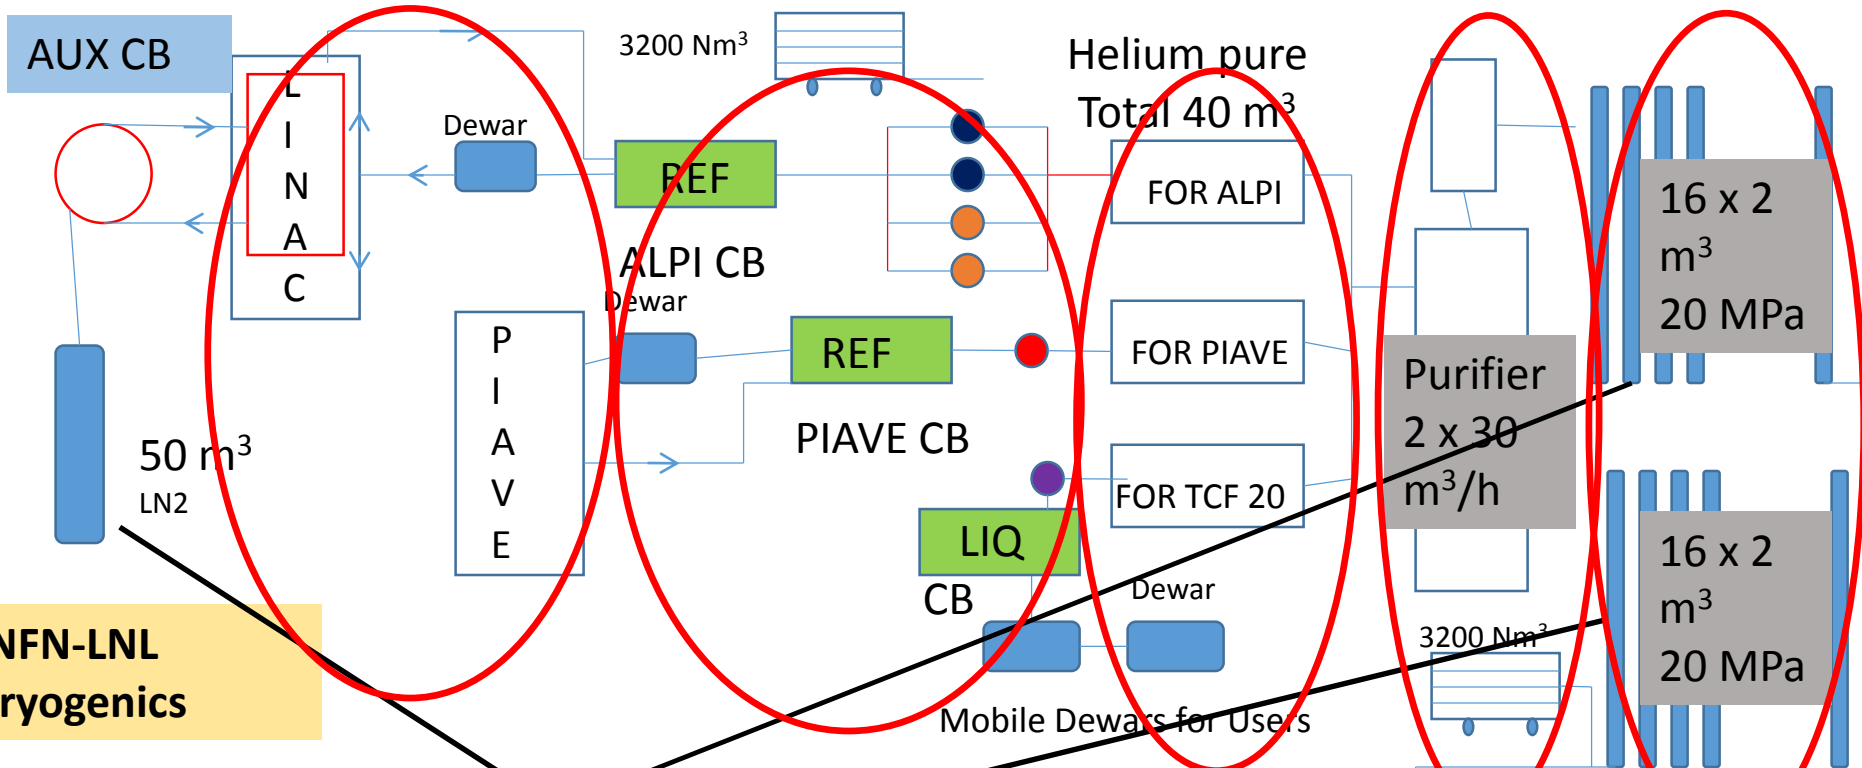 AUX CB
L
I
N
A
C
Dewar
3200 Nm³
REF
ALPI CB
Helium pure
Total 40 m³
FOR ALPI
16 x 2
m³
20 MPa
Dewar
P
I
A
V
E
REF
PIAVE CB
FOR PIAVE
Purifier
2 x 30
m³/h
50 m³
LN2
FOR TCF 20
LIQ
CB
Dewar
Mobile Dewars for Users
3200 Nm³
16 x 2
m³
20 MPa
NFN-LNL
ryogenics